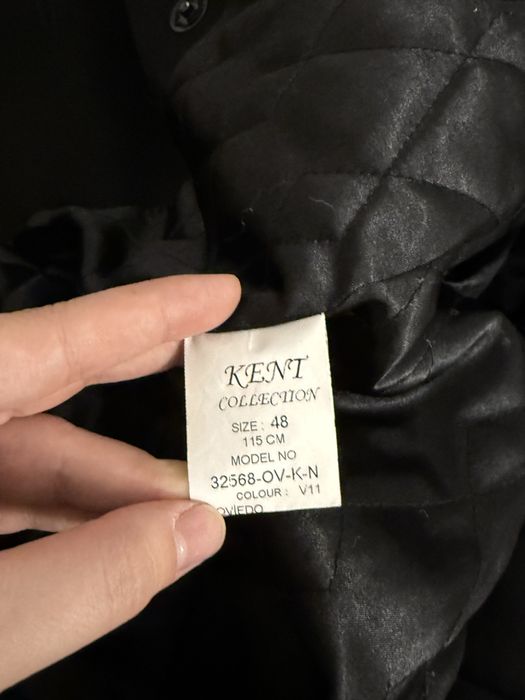 KENT
COLLECTION
SIZE : 48
115 CM
MODEL NO
32568-OV-K-N
COLOUR : V11
OVIEDO